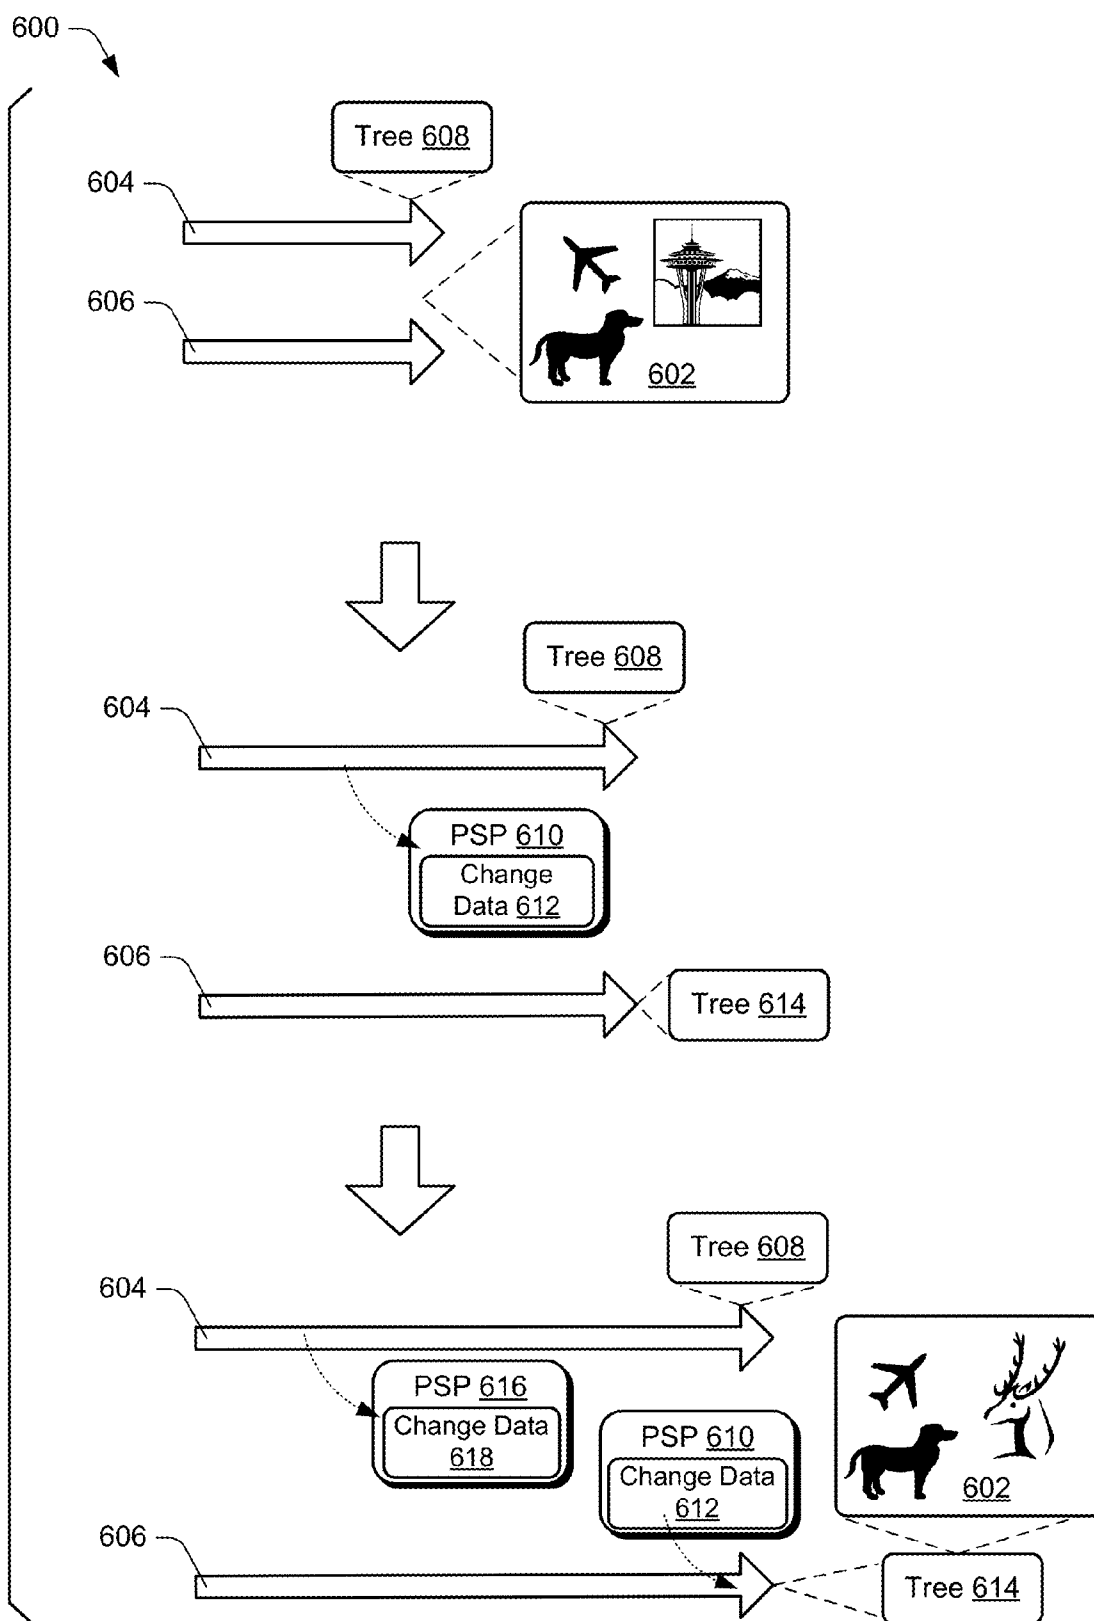 600
Tree 608
604
606
602
Tree 608
604
PSP 610
Change
Data 612
606
Tree 614
Tree 608
604
PSP 616
Change Data
618
PSP 610
Change Data
612
602
606
Tree 614